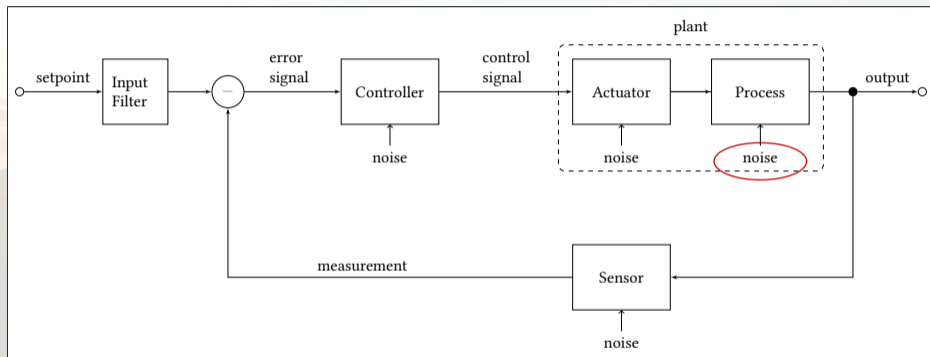 plant
setpoint
Input
Filter
−
error
signal
Controller
noise
control
signal
Actuator
noise
Process
noise
output
measurement
Sensor
noise